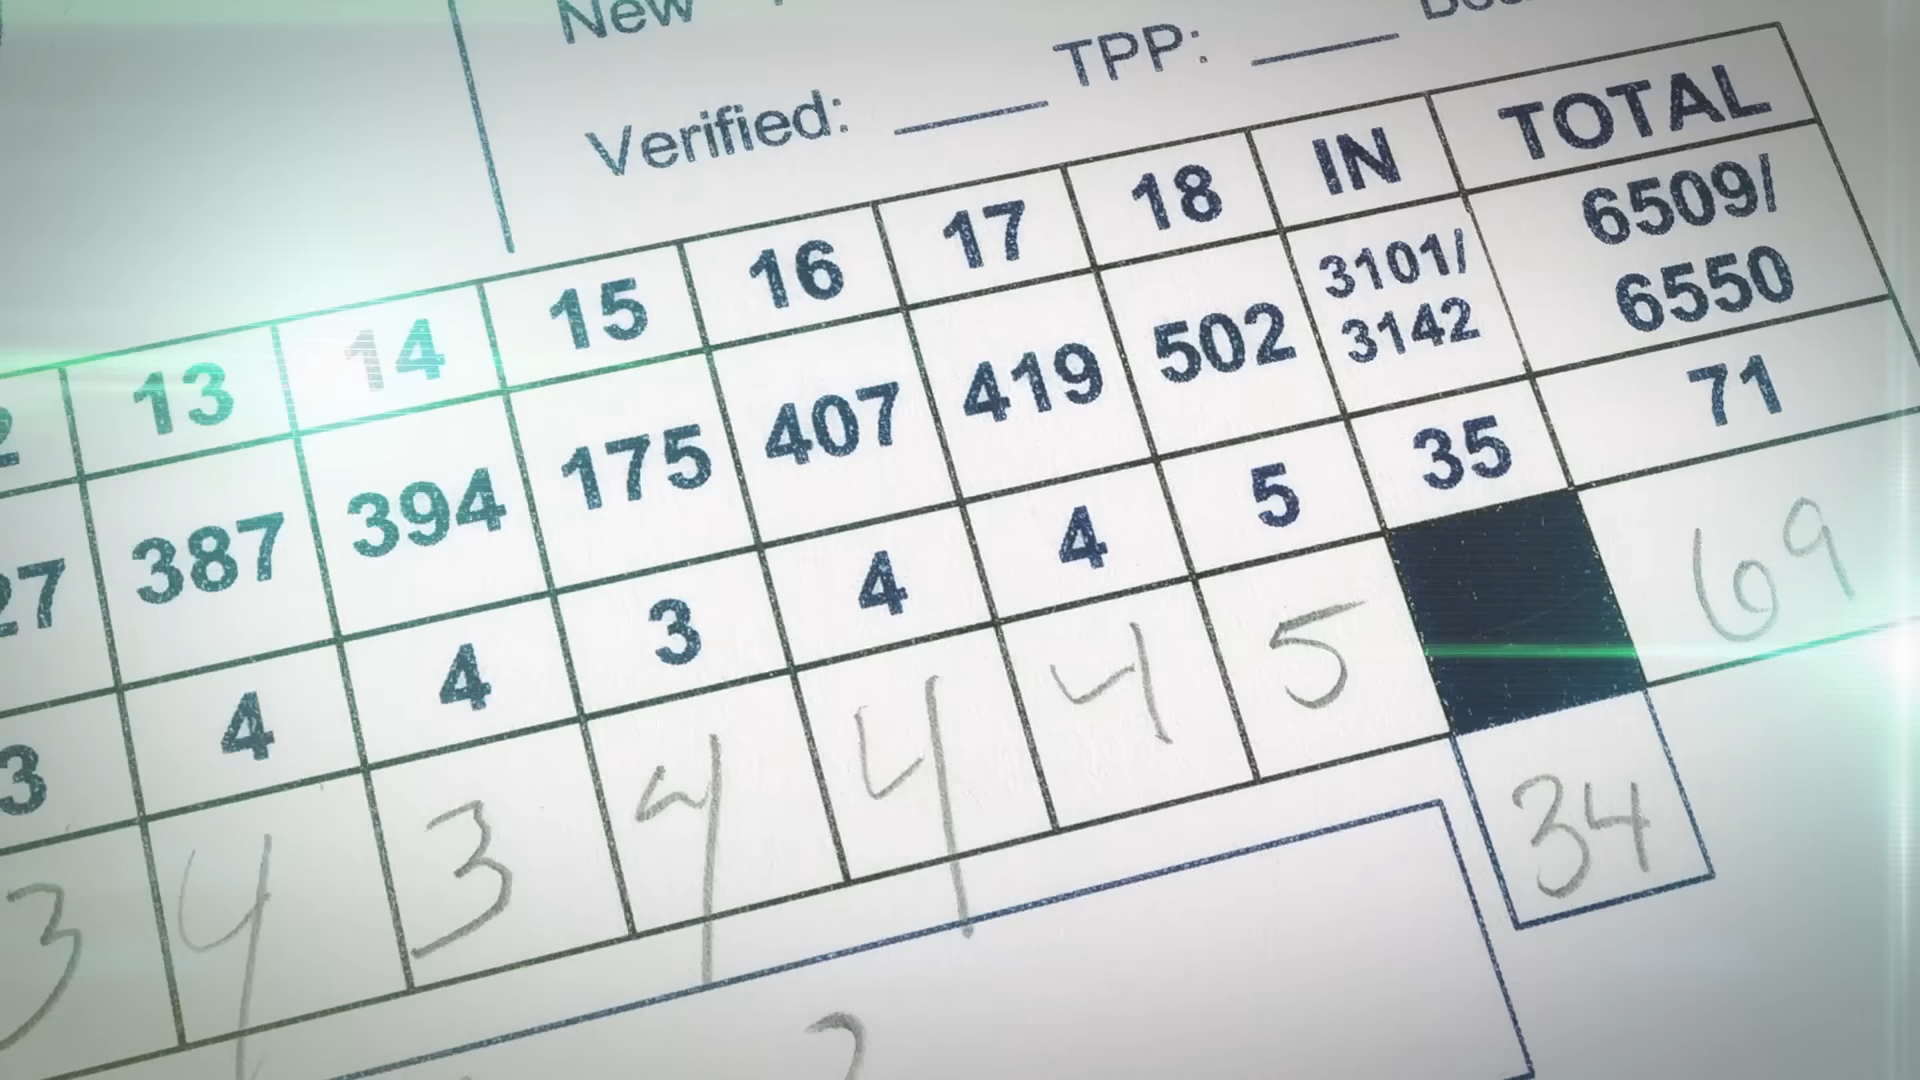 New
Verified: ____ TPP: ____
13 14 15 16 17 18 IN TOTAL
27 387 394 175 407 419 502 3101/ 3142 6509/ 6550
3 4 4 3 4 4 5 35 71
3 4 3 4 4 4 5 69
34